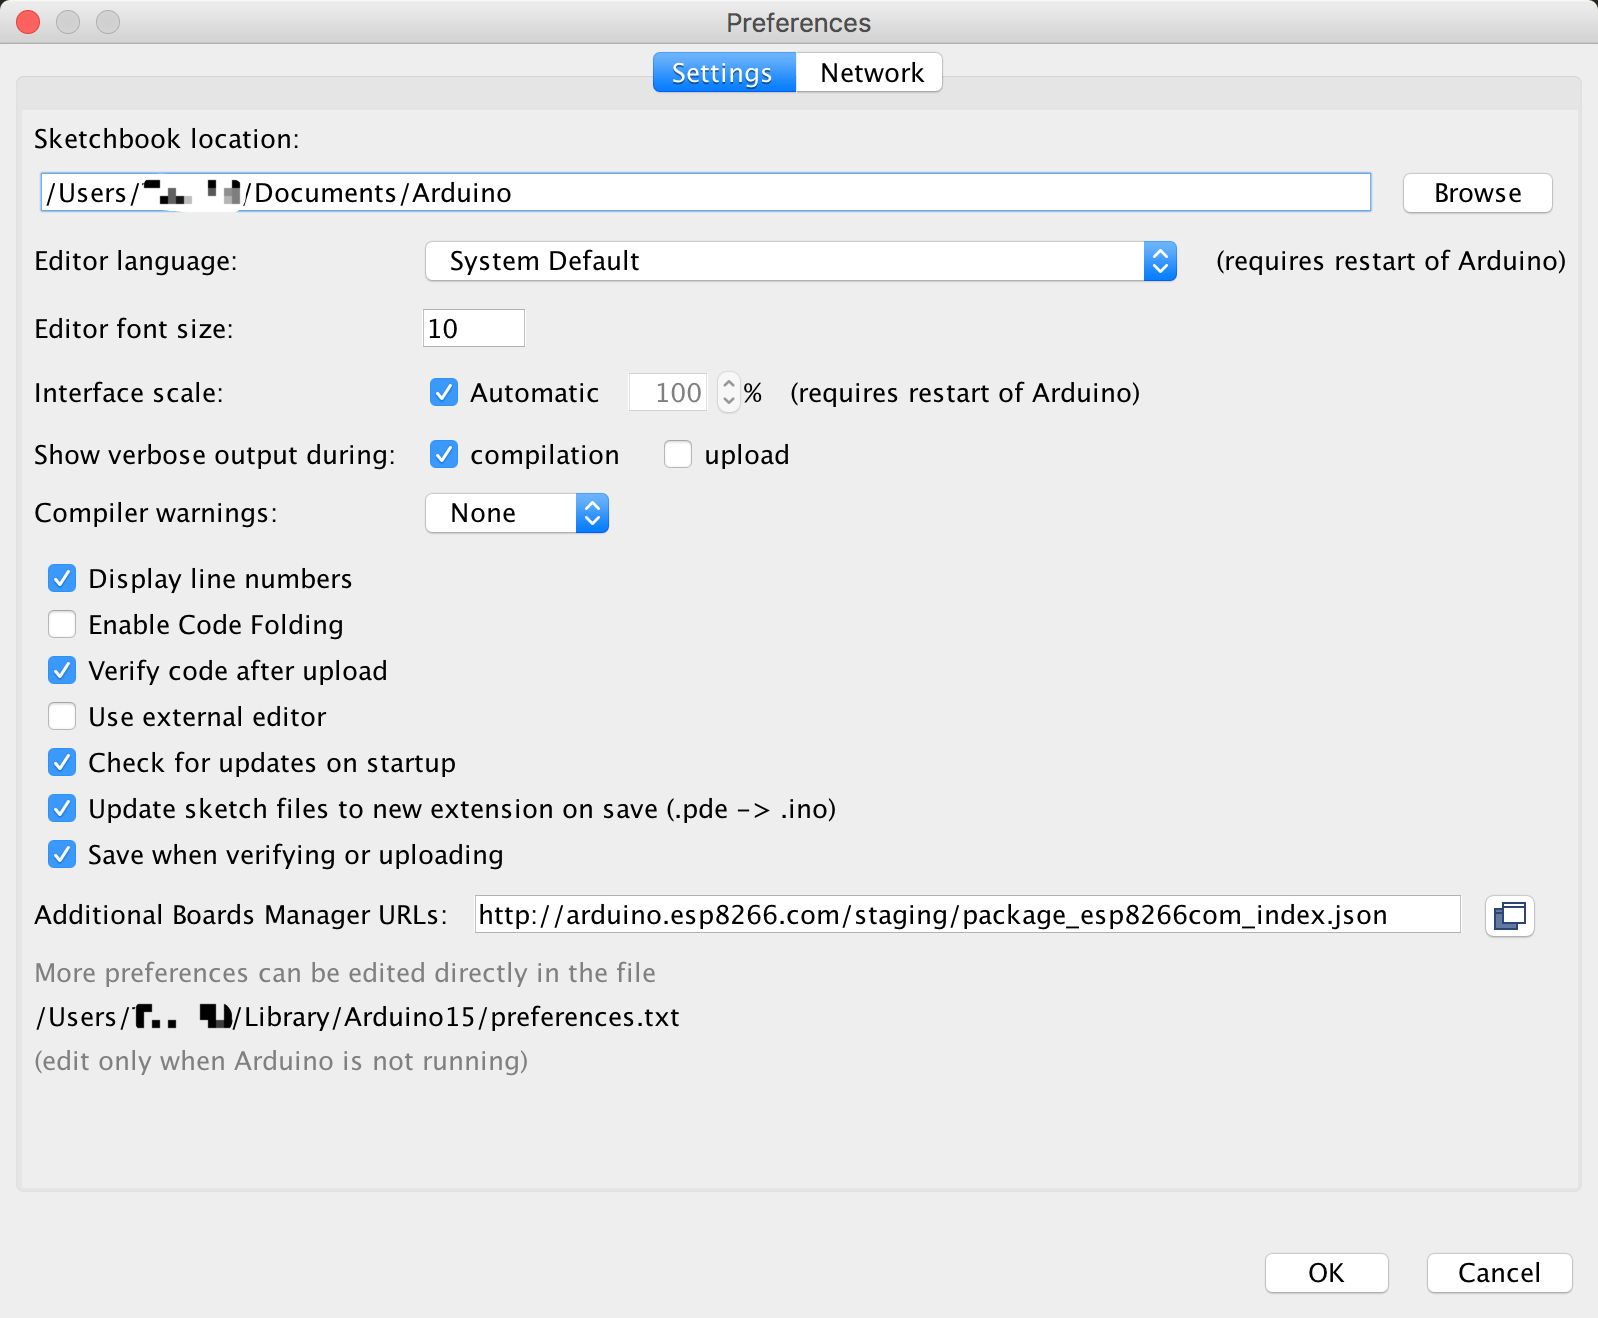 Preferences
Settings Network
Sketchbook location:
/Users/ /Documents/Arduino Browse
Editor language: System Default (requires restart of Arduino)
Editor font size: 10
Interface scale: Automatic 100 % (requires restart of Arduino)
Show verbose output during: compilation upload
Compiler warnings: None
Display line numbers
Enable Code Folding
Verify code after upload
Use external editor
Check for updates on startup
Update sketch files to new extension on save (.pde -> .ino)
Save when verifying or uploading
Additional Boards Manager URLs: http://arduino.esp8266.com/staging/package_esp8266com_index.json
More preferences can be edited directly in the file
/Users/ /Library/Arduino15/preferences.txt
(edit only when Arduino is not running)
OK Cancel